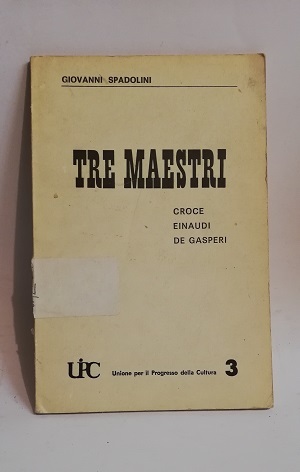 GIOVANNI SPADOLINI
TRE MAESTRI
CROCE
EINAUDI
DE GASPERI
UPC Unione per il Progresso della Cultura 3